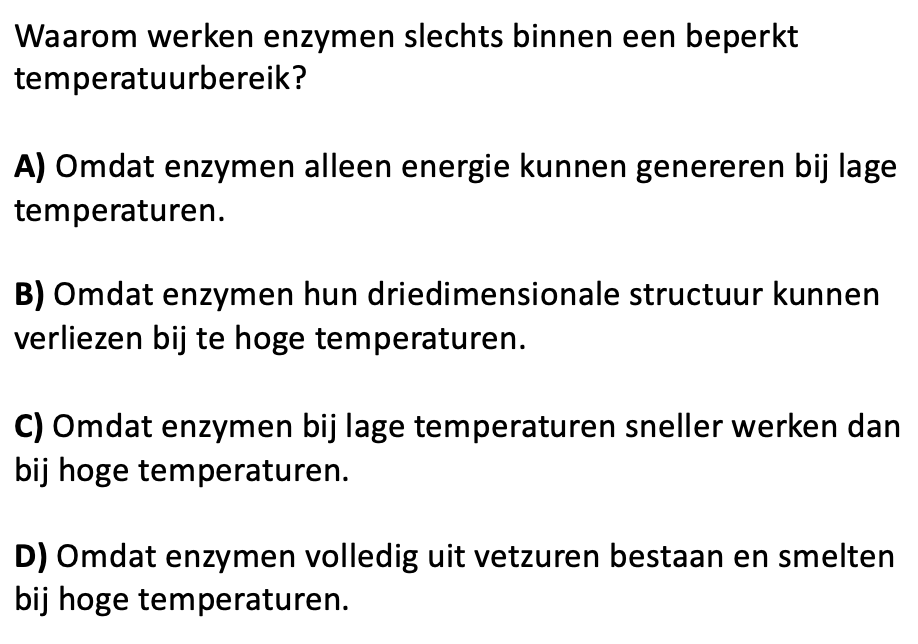 Waarom werken enzymen slechts binnen een beperkt
temperatuurbereik?
A) Omdat enzymen alleen energie kunnen genereren bij lage
temperaturen.
B) Omdat enzymen hun driedimensionale structuur kunnen
verliezen bij te hoge temperaturen.
C) Omdat enzymen bij lage temperaturen sneller werken dan
bij hoge temperaturen.
D) Omdat enzymen volledig uit vetzuren bestaan en smelten
bij hoge temperaturen.